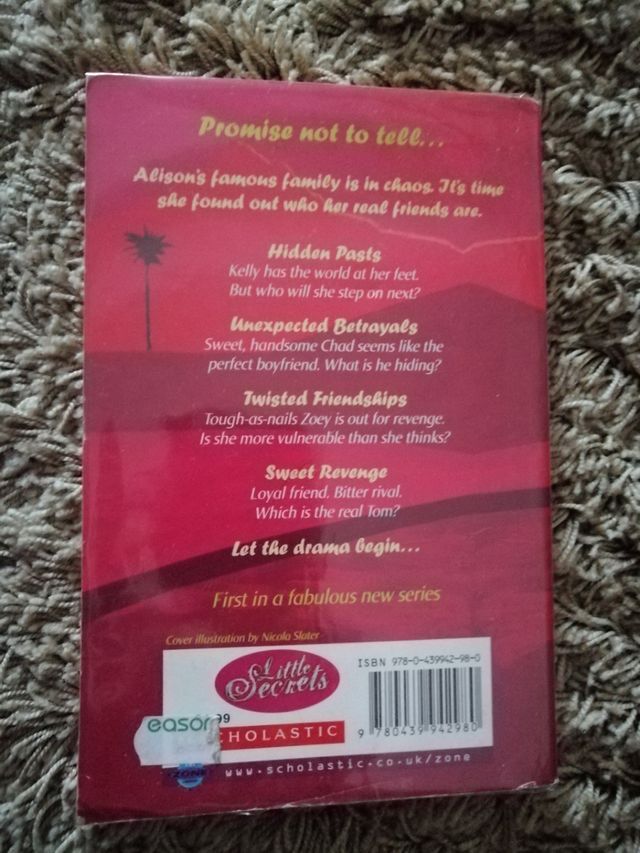 Promise not to tell...
Alison's famous family is in chaos. It's time
she found out who her real friends are.
Hidden Pasts
Kelly has the world at her feet.
But who will she step on next?
Unexpected Betrayals
Sweet, handsome Chad seems like the
perfect boyfriend. What is he hiding?
Twisted Friendships
Tough-as-nails Zoey is out for revenge.
Is she more vulnerable than she thinks?
Sweet Revenge
Loyal friend. Bitter rival.
Which is the real Tom?
Let the drama begin...
First in a fabulous new series
Cover illustration by Nicola Slater
Little
Secrets
ISBN 978-0-439942-98-0
99
CHOLASTIC
9 780439 942980
ZONE
www.scholastic.co.uk/zone